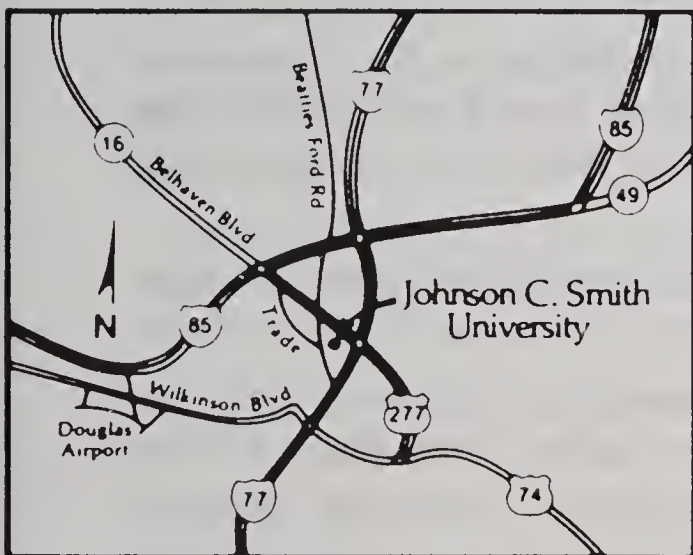 77
85
16
Beatties Ford Rd
49
Belhaven Blvd
Johnson C. Smith
University
N
85
Trade
Wilkinson Blvd
277
Douglas
Airport
77
74